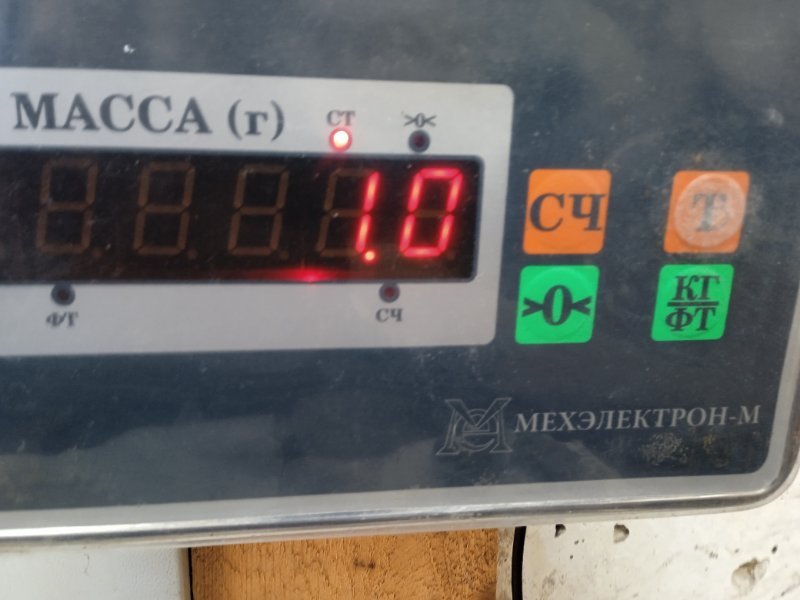 МАССА (г)
СТ
>0<
1.0
ФТ
СЧ
СЧ
Т
>0<
КГ
ФТ
МЕХЭЛЕКТРОН-М